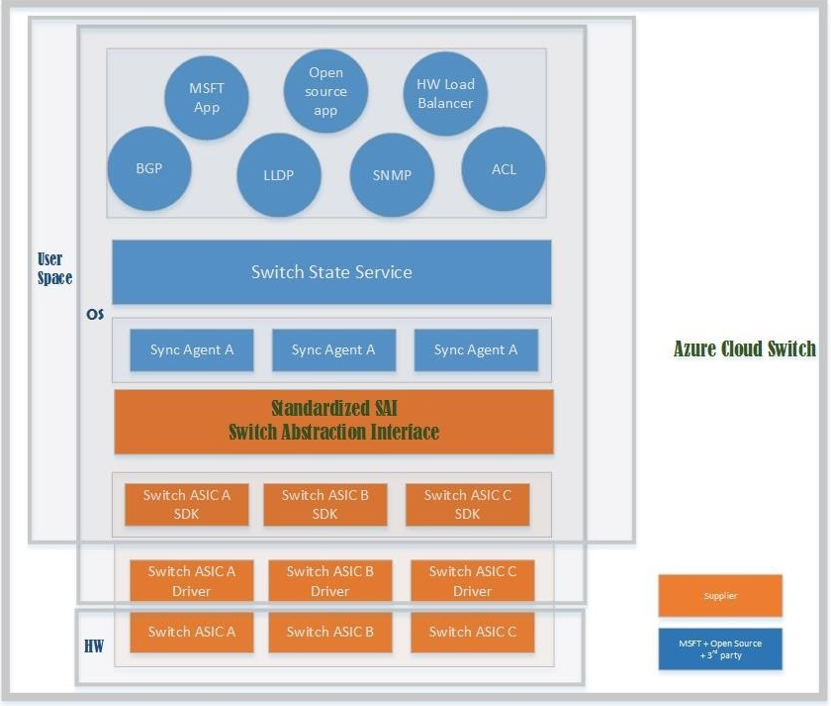 MSFT
App
Open
source
app
HW Load
Balancer
BGP
LLDP
SNMP
ACL
User
Space
Switch State Service
OS
Sync Agent A
Sync Agent A
Sync Agent A
Azure Cloud Switch
Standardized SAI
Switch Abstraction Interface
Switch ASIC A
SDK
Switch ASIC B
SDK
Switch ASIC C
SDK
Switch ASIC A
Driver
Switch ASIC B
Driver
Switch ASIC C
Driver
Supplier
HW
Switch ASIC A
Switch ASIC B
Switch ASIC C
MSFT + Open Source
+ 3rd party